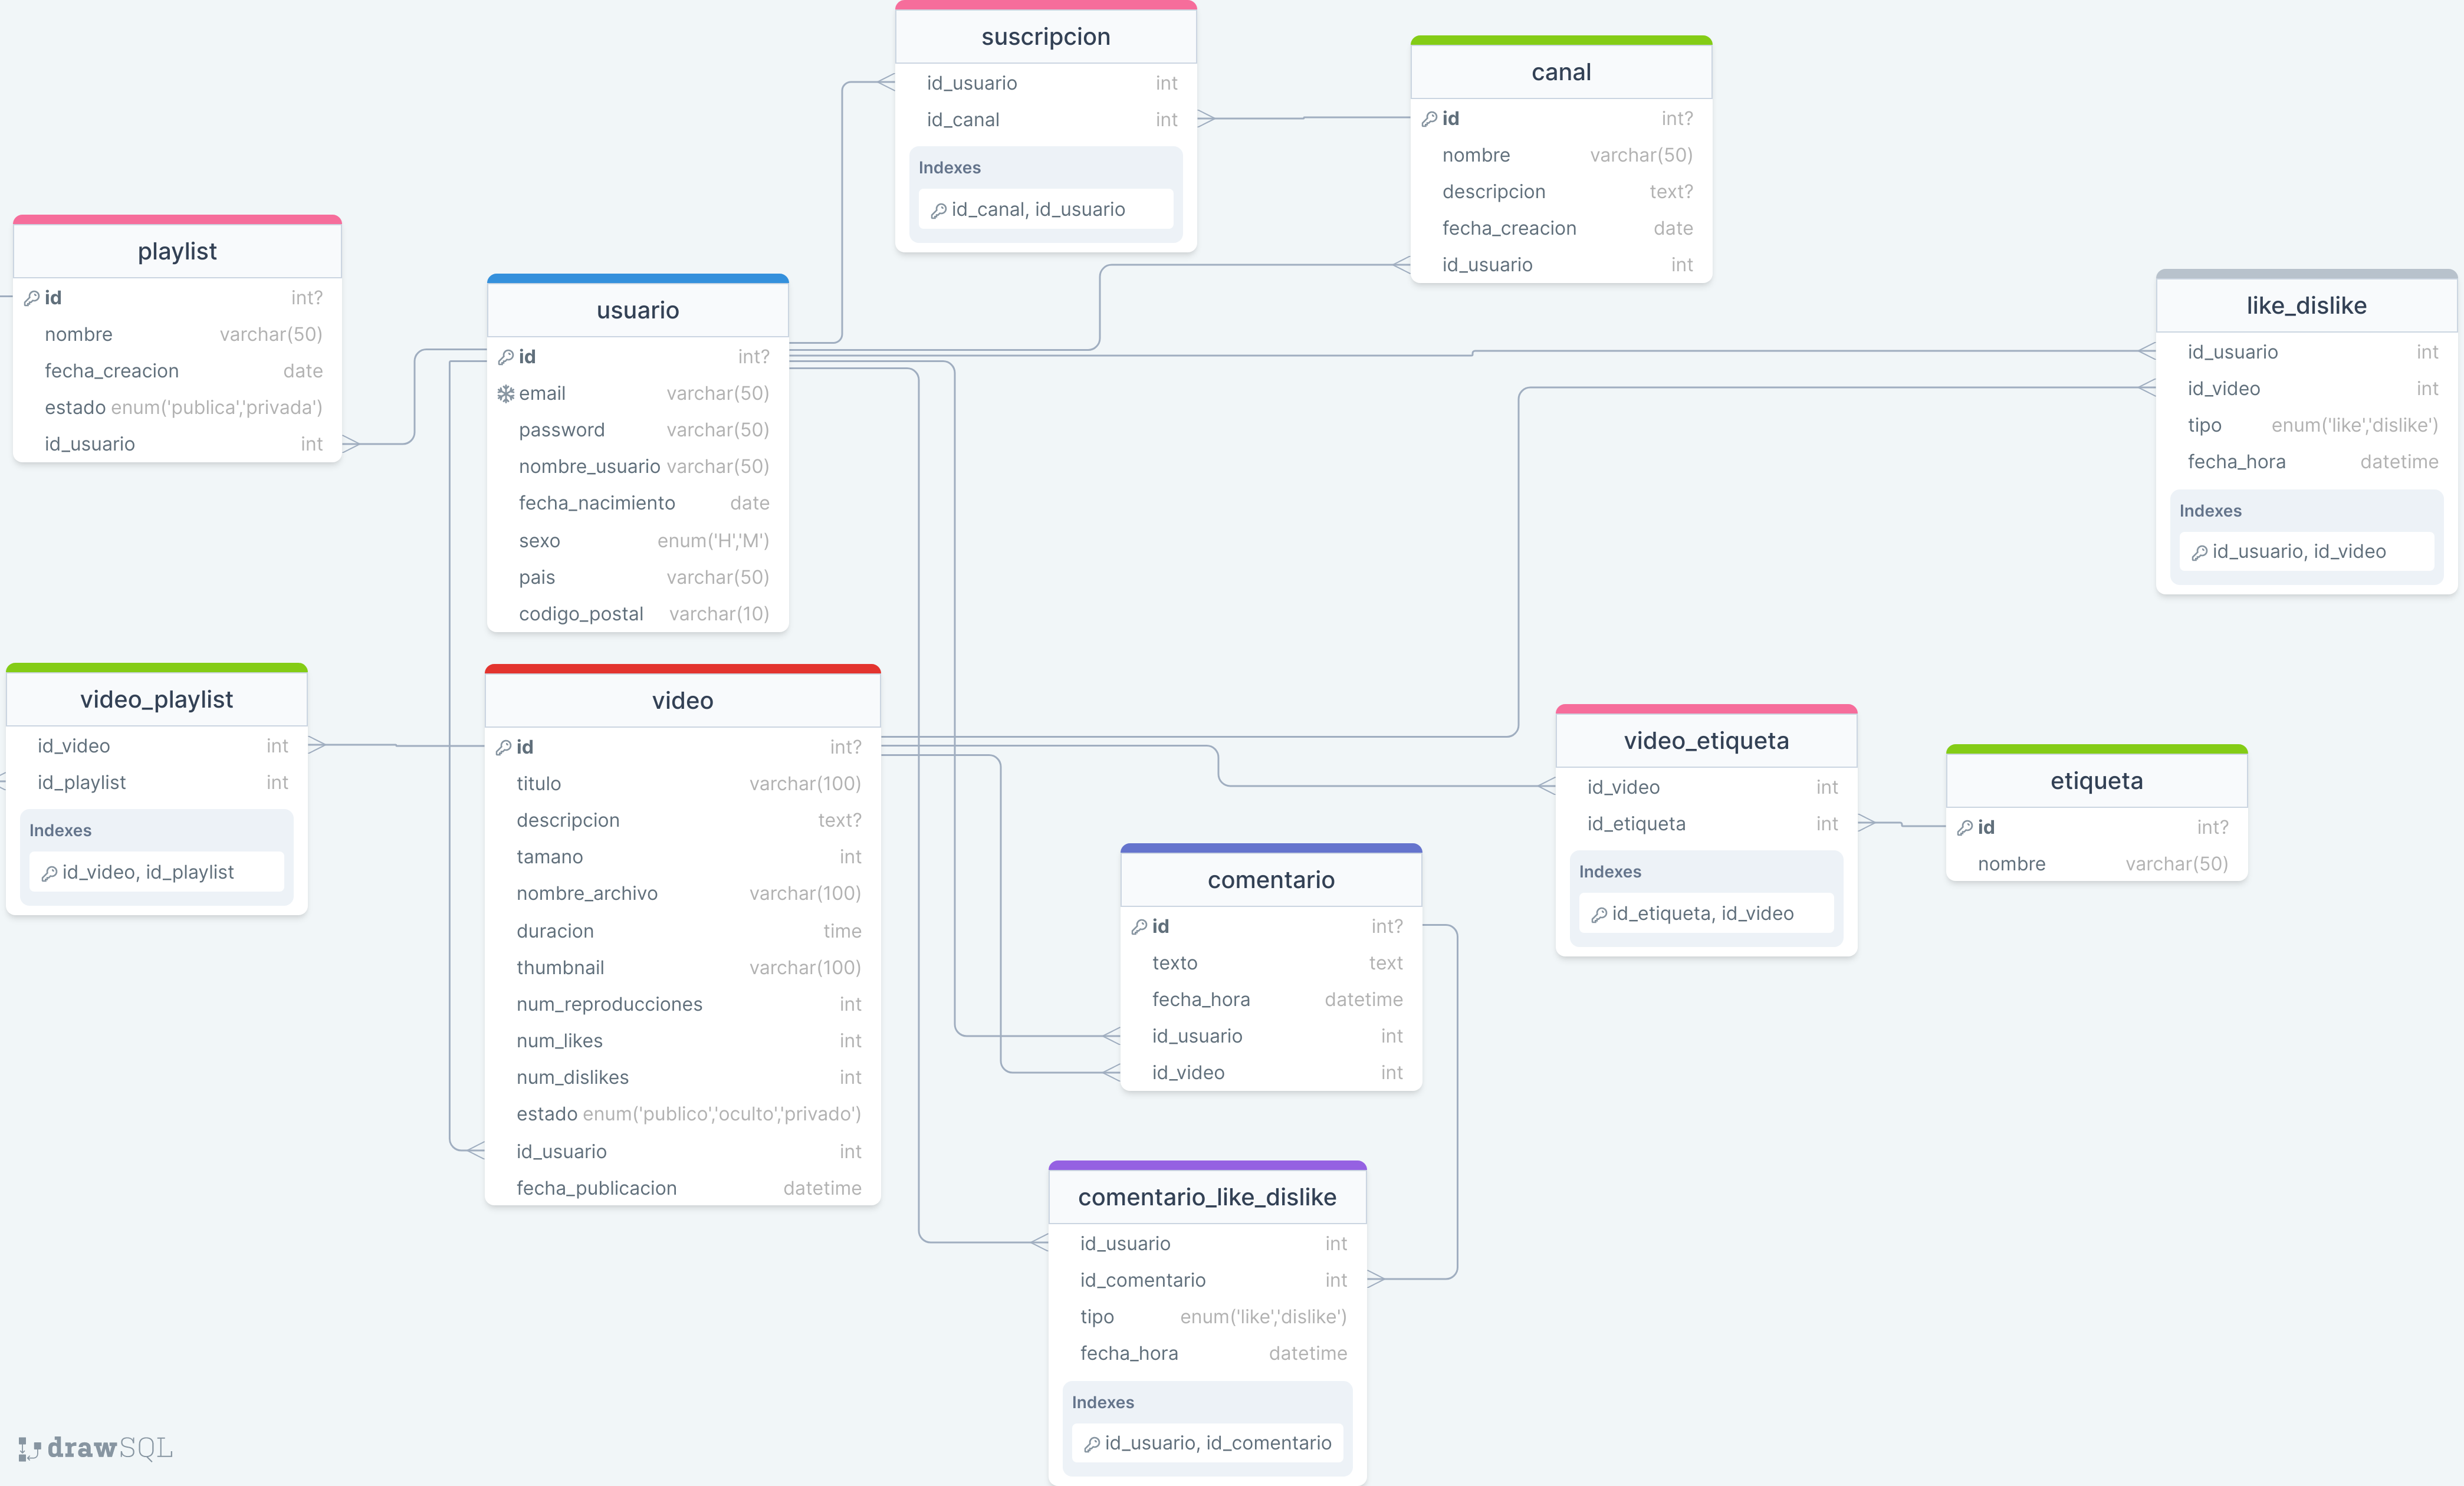 suscripcion
id_usuario int
id_canal int
Indexes
id_canal, id_usuario
canal
id int?
nombre varchar(50)
descripcion text?
fecha_creacion date
id_usuario int
playlist
id int?
nombre varchar(50)
fecha_creacion date
estado enum('publica','privada')
id_usuario int
usuario
id int?
email varchar(50)
password varchar(50)
nombre_usuario varchar(50)
fecha_nacimiento date
sexo enum('H','M')
pais varchar(50)
codigo_postal varchar(10)
like_dislike
id_usuario int
id_video int
tipo enum('like','dislike')
fecha_hora datetime
Indexes
id_usuario, id_video
video_playlist
id_video int
id_playlist int
Indexes
id_video, id_playlist
video
id int?
titulo varchar(100)
descripcion text?
tamano int
nombre_archivo varchar(100)
duracion time
thumbnail varchar(100)
num_reproducciones int
num_likes int
num_dislikes int
estado enum('publico','oculto','privado')
id_usuario int
fecha_publicacion datetime
video_etiqueta
id_video int
id_etiqueta int
Indexes
id_etiqueta, id_video
etiqueta
id int?
nombre varchar(50)
comentario
id int?
texto text
fecha_hora datetime
id_usuario int
id_video int
comentario_like_dislike
id_usuario int
id_comentario int
tipo enum('like','dislike')
fecha_hora datetime
Indexes
id_usuario, id_comentario
drawSQL